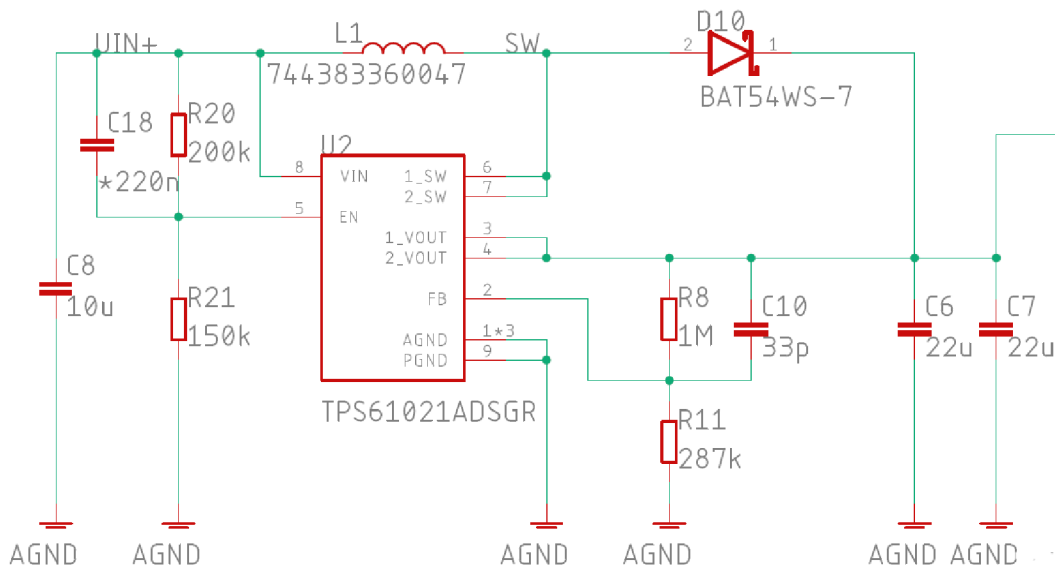 D10
L1
UIN+
SW
2
1
744383360047
BAT54WS-7
C18
R20
U2
200k
*220n
8
VIN
1_SW
6
2_SW
7
5
EN
1_VOUT
3
2_VOUT
4
C8
10u
R21
150k
FB
2
R8
1M
C10
33p
C6
22u
C7
22u
AGND
1*3
PGND
9
TPS61021ADSGR
R11
287k
AGND
AGND
AGND
AGND
AGND
AGND